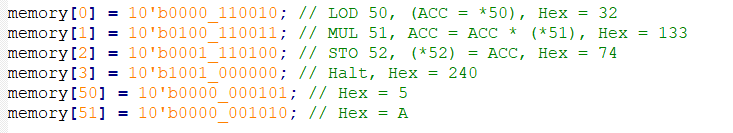 memory[0] = 10'b0000_110010; // LOD 50, (ACC = *50), Hex = 32
memory[1] = 10'b0100_110011; // MUL 51, ACC = ACC * (*51), Hex = 133
memory[2] = 10'b0001_110100; // STO 52, (*52) = ACC, Hex = 74
memory[3] = 10'b1001_000000; // Halt, Hex = 240
memory[50] = 10'b0000_000101; // Hex = 5
memory[51] = 10'b0000_001010; // Hex = A